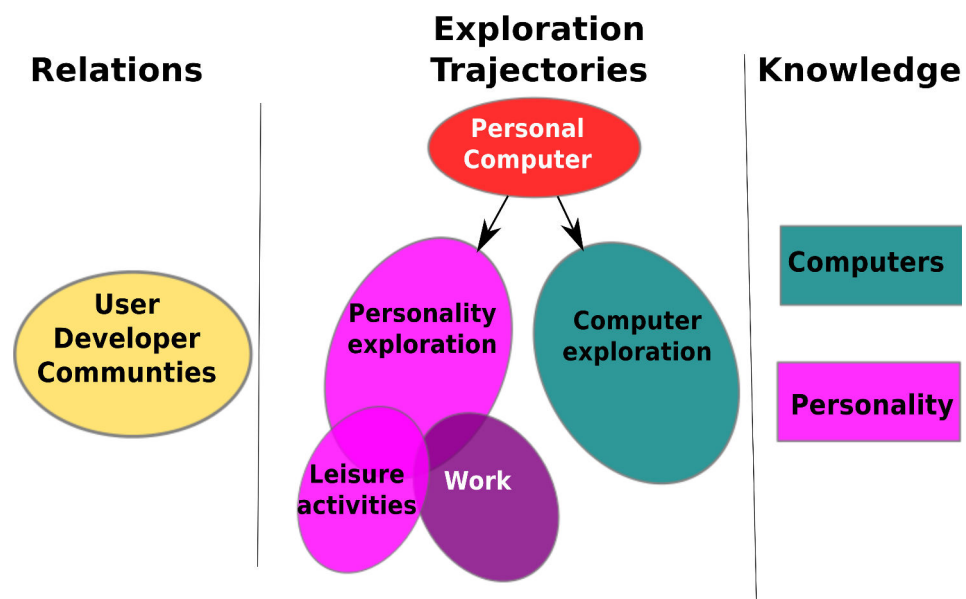 Relations
Exploration
Trajectories
Knowledge
Personal
Computer
User
Developer
Communties
Personality
exploration
Computer
exploration
Leisure
activities
Work
Computers
Personality